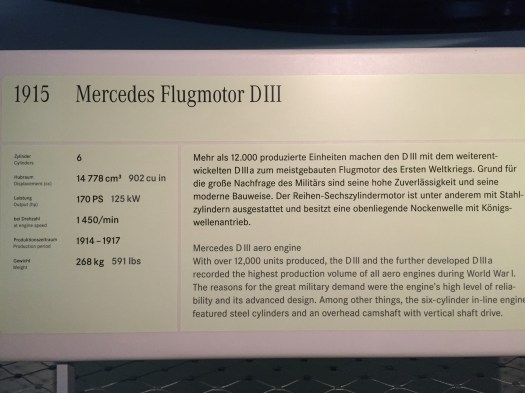 1915 Mercedes Flugmotor D III
Zylinder
Cylinders
6
Hubraum
Displacement (cc)
14 778 cm³ 902 cu in
Leistung
Output (hp)
170 PS 125 kW
bei Drehzahl
at engine speed
1 450/min
Produktionszeitraum
Production period
1914–1917
Gewicht
Weight
268 kg 591 lbs
Mehr als 12.000 produzierte Einheiten machen den D III mit dem weiterent-
wickelten D IIIa zum meistgebauten Flugmotor des Ersten Weltkriegs. Grund für
die große Nachfrage des Militärs sind seine hohe Zuverlässigkeit und seine
moderne Bauweise. Der Reihen-Sechszylindermotor ist unter anderem mit Stahl-
zylindern ausgestattet und besitzt eine obenliegende Nockenwelle mit Königs-
wellenantrieb.
Mercedes D III aero engine
With over 12,000 units produced, the D III and the further developed D IIIa
recorded the highest production volume of all aero engines during World War I.
The reasons for the great military demand were the engine's high level of relia-
bility and its advanced design. Among other things, the six-cylinder in-line engine
featured steel cylinders and an overhead camshaft with vertical shaft drive.